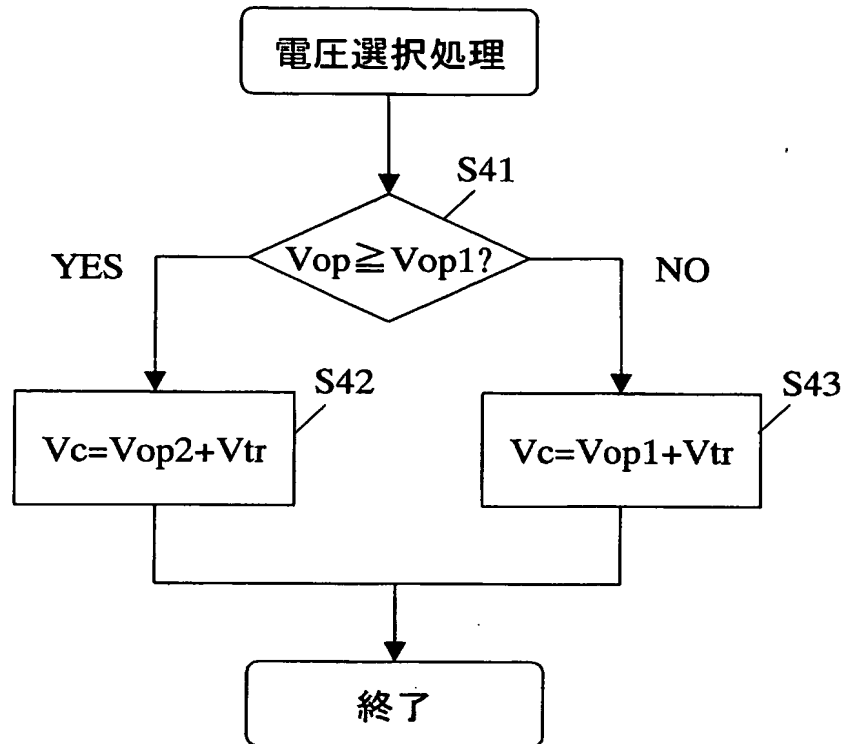 電圧選択処理
S41
Vop≧Vop1?
YES
NO
S42
S43
Vc=Vop2+Vtr
Vc=Vop1+Vtr
終了